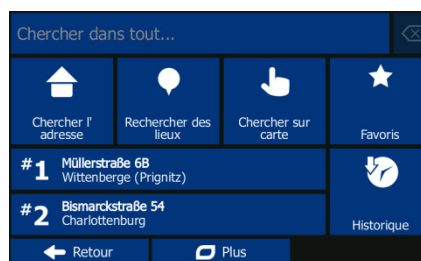 Chercher dans tout...
Chercher l'
adresse
Rechercher des
lieux
Chercher sur
carte
Favoris
#1 Müllerstraße 6B
Wittenberge (Prignitz)
#2 Bismarckstraße 54
Charlottenburg
Historique
Retour
Plus